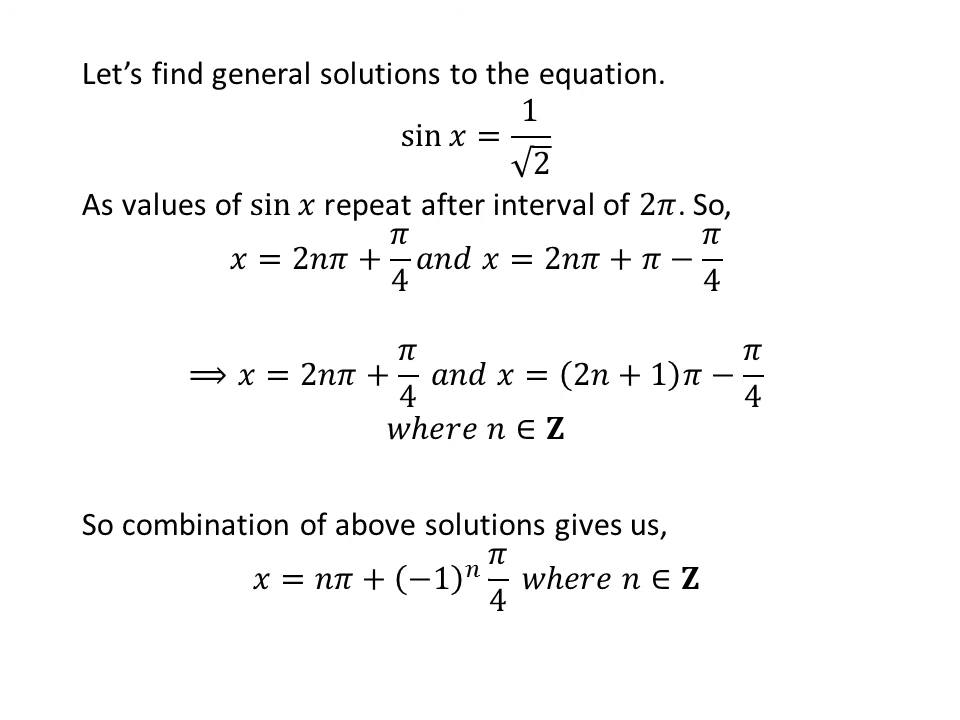 Let’s find general solutions to the equation.
sin 𝑥 = 1/√2
As values of sin 𝑥 repeat after interval of 2𝜋. So,
𝑥 = 2𝑛𝜋 + 𝜋/4 𝑎𝑛𝑑 𝑥 = 2𝑛𝜋 + 𝜋 − 𝜋/4
⟹ 𝑥 = 2𝑛𝜋 + 𝜋/4 𝑎𝑛𝑑 𝑥 = (2𝑛 + 1)𝜋 − 𝜋/4
𝑤ℎ𝑒𝑟𝑒 𝑛 ∈ 𝐙
So combination of above solutions gives us,
𝑥 = 𝑛𝜋 + (−1)^𝑛 𝜋/4 𝑤ℎ𝑒𝑟𝑒 𝑛 ∈ 𝐙